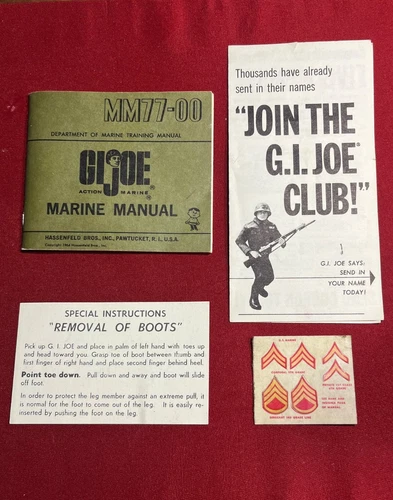 MM77-00
DEPARTMENT OF MARINE TRAINING MANUAL
GI JOE®
ACTION MARINE®
MARINE MANUAL
HASSENFELD BROS., INC., PAWTUCKET, R. I., U.S.A.
Thousands have already
sent in their names
"JOIN THE
G.I. JOE®
CLUB!"
G.I. JOE SAYS:
SEND IN
YOUR NAME
TODAY!
SPECIAL INSTRUCTIONS
"REMOVAL OF BOOTS"
Pick up G. I. JOE and place in palm of left hand with toes up
and head toward you. Grasp toe of boot between thumb and
first finger of right hand and place second finger behind heel.
Point toe down. Pull down and away and boot will slide
off foot.
In order to protect the leg member against an extreme pull, it
is normal for the foot to come out of the leg. It is easily re-
inserted by pushing the foot on the leg.